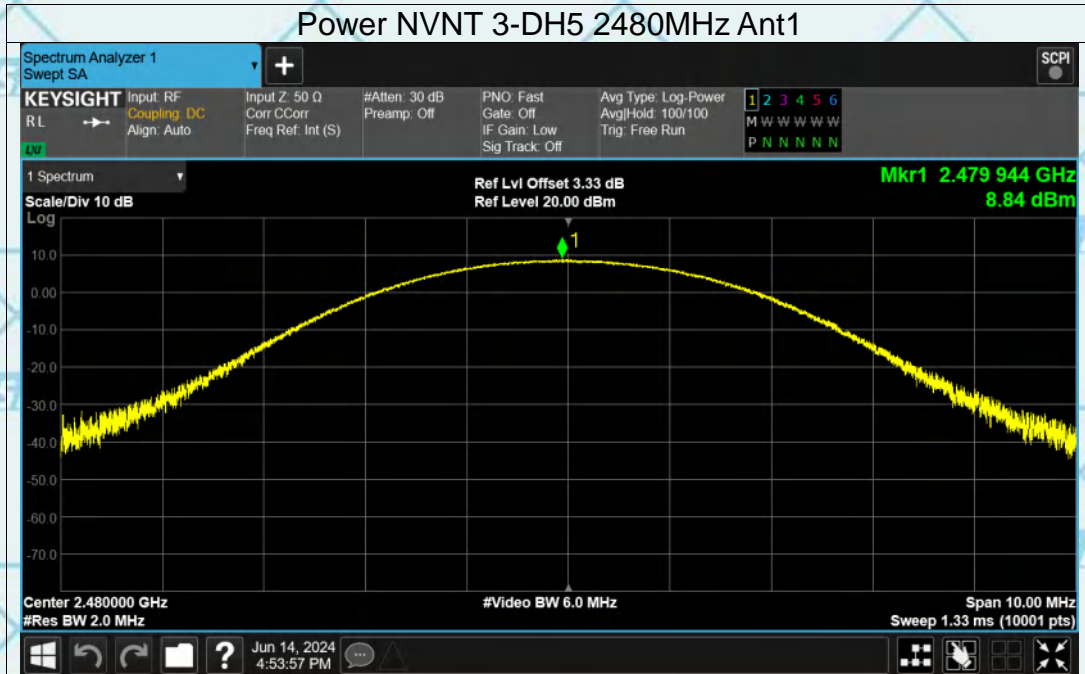 Power NVNT 3-DH5 2480MHz Ant1
Spectrum Analyzer 1
Swept SA
+
SCPI
KEYSIGHT
RL
LXI
Input: RF
Coupling: DC
Align: Auto
Input Z: 50 Ω
Corr CCorr
Freq Ref: Int (S)
#Atten: 30 dB
Preamp: Off
PNO: Fast
Gate: Off
IF Gain: Low
Sig Track: Off
Avg Type: Log-Power
Avg|Hold: 100/100
Trig: Free Run
1 2 3 4 5 6
M W W W W W
P N N N N N
1 Spectrum
Scale/Div 10 dB
Ref Lvl Offset 3.33 dB
Ref Level 20.00 dBm
Mkr1 2.479 944 GHz
8.84 dBm
Log
1
10.0
0.00
-10.0
-20.0
-30.0
-40.0
-50.0
-60.0
-70.0
Center 2.480000 GHz
#Video BW 6.0 MHz
Span 10.00 MHz
#Res BW 2.0 MHz
Sweep 1.33 ms (10001 pts)
?
Jun 14, 2024
4:53:57 PM